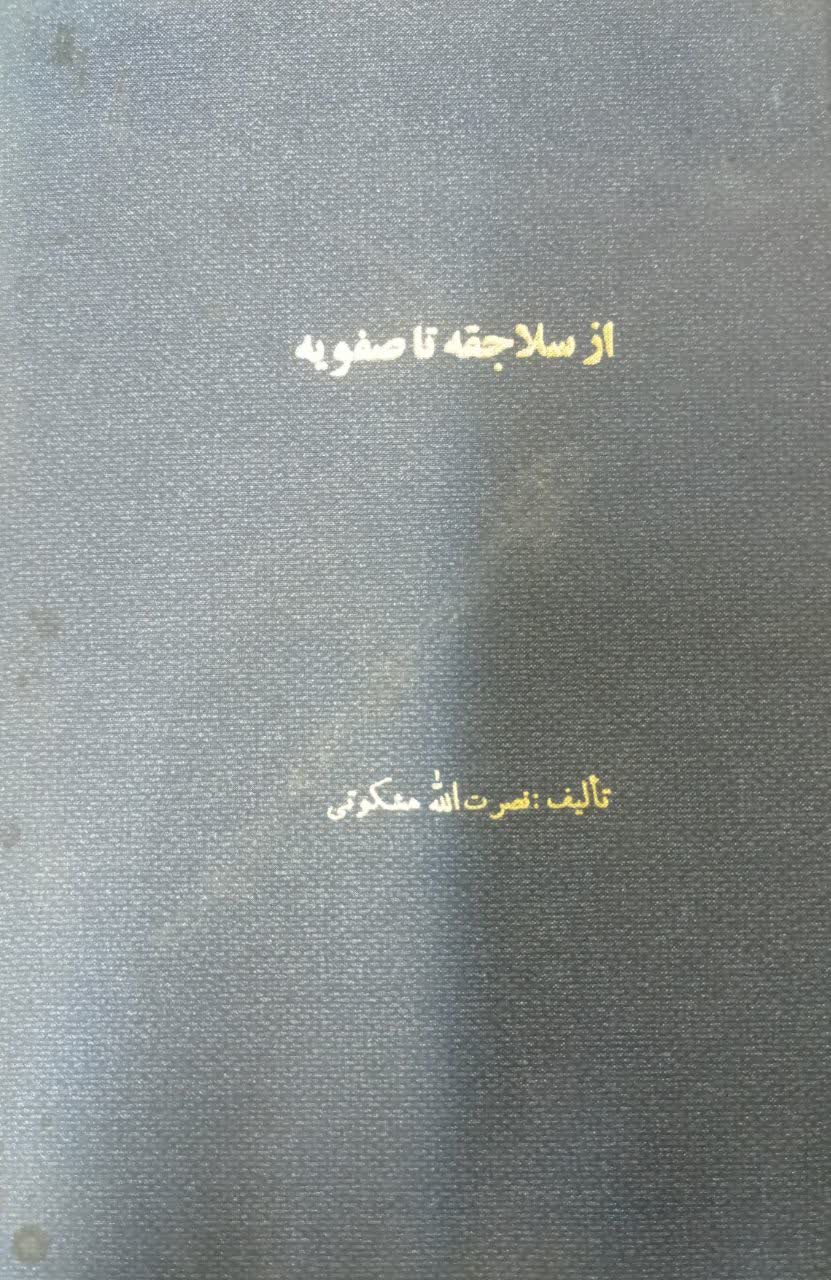 از سلاجقه تا صفویه
تألیف: نصرت‌الله مشکوتی